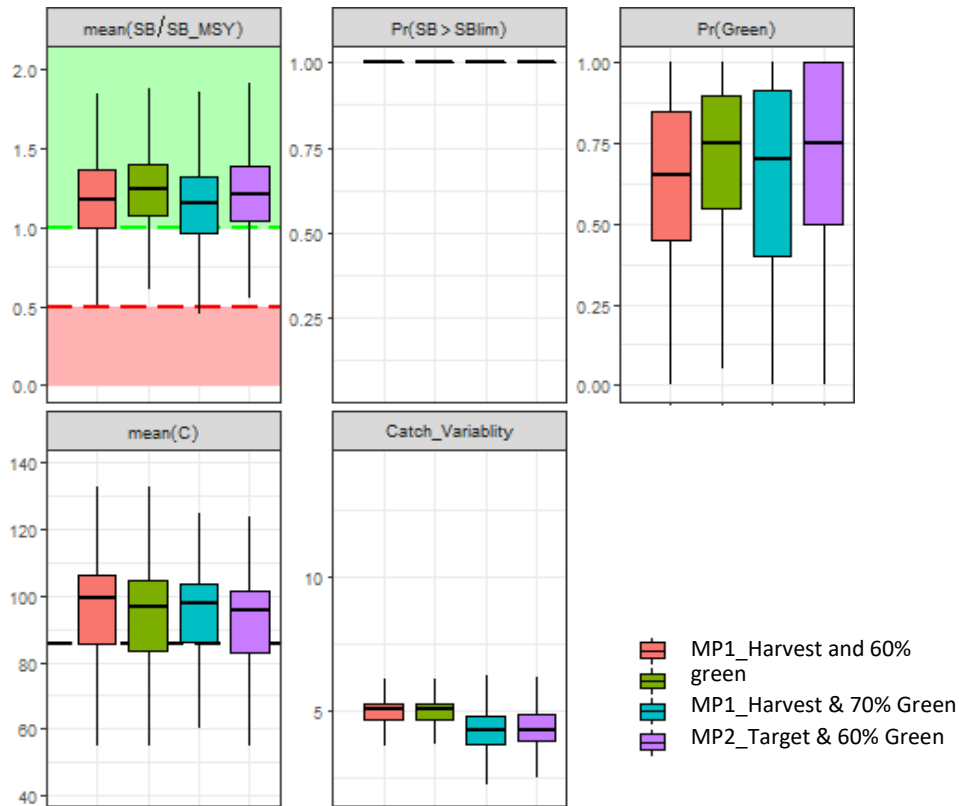 mean(SB/SB_MSY)
Pr(SB>SBlim)
Pr(Green)
2.0
1.5
1.0
0.5
0.0
1.00
0.75
0.50
0.25
1.00
0.75
0.50
0.25
0.00
mean(C)
Catch_Variablity
140
120
100
80
60
40
10
5
MP1_Harvest and 60%
green
MP1_Harvest & 70% Green
MP2_Target & 60% Green